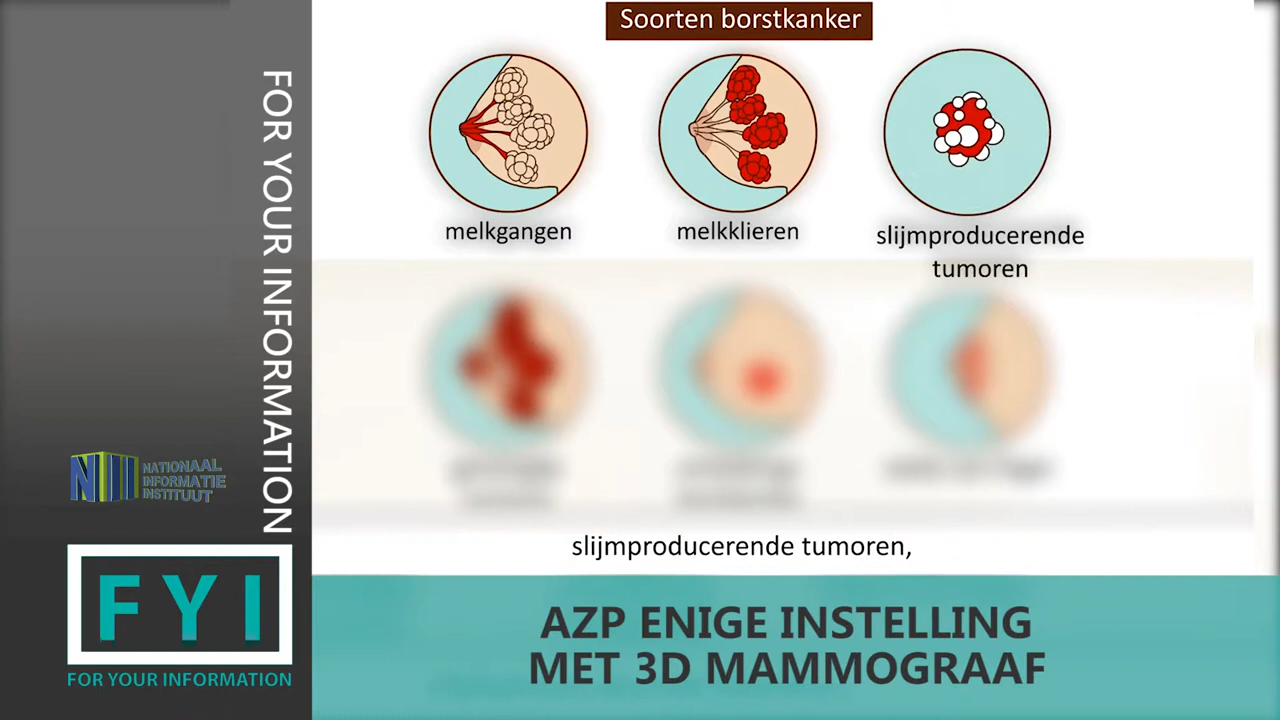 FOR YOUR INFORMATION
Soorten borstkanker
melkgangen
melkklieren
slijmproducerende
tumoren
slijmproducerende tumoren,
NII NATIONAAL
INFORMATIE
INSTITUUT
FYI
FOR YOUR INFORMATION
AZP ENIGE INSTELLING
MET 3D MAMMOGRAAF